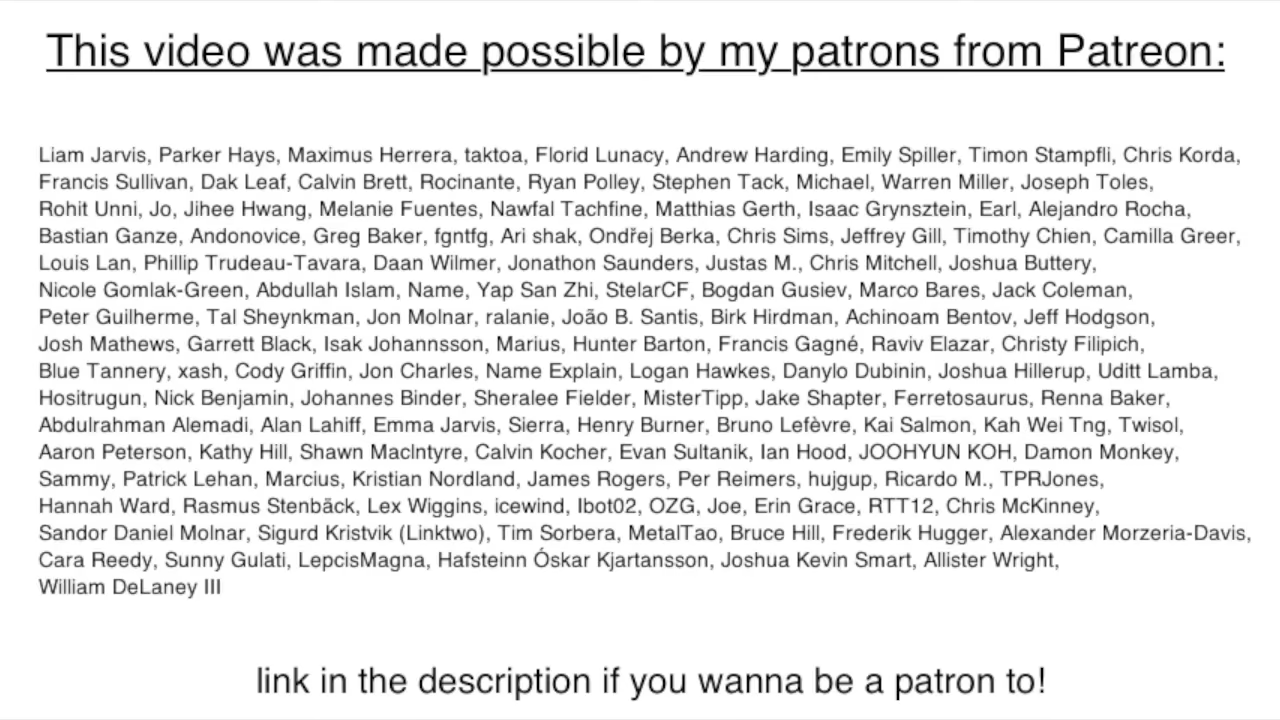 This video was made possible by my patrons from Patreon:
Liam Jarvis, Parker Hays, Maximus Herrera, taktoa, Florid Lunacy, Andrew Harding, Emily Spiller, Timon Stampfli, Chris Korda,
Francis Sullivan, Dak Leaf, Calvin Brett, Rocinante, Ryan Polley, Stephen Tack, Michael, Warren Miller, Joseph Toles,
Rohit Unni, Jo, Jihee Hwang, Melanie Fuentes, Nawfal Tachfine, Matthias Gerth, Isaac Grynsztein, Earl, Alejandro Rocha,
Bastian Ganze, Andonovice, Greg Baker, fgntfg, Ari shak, Ondřej Berka, Chris Sims, Jeffrey Gill, Timothy Chien, Camilla Greer,
Louis Lan, Phillip Trudeau-Tavara, Daan Wilmer, Jonathon Saunders, Justas M., Chris Mitchell, Joshua Buttery,
Nicole Gomlak-Green, Abdullah Islam, Name, Yap San Zhi, StelarCF, Bogdan Gusiev, Marco Bares, Jack Coleman,
Peter Guilherme, Tal Sheynkman, Jon Molnar, ralanie, João B. Santis, Birk Hirdman, Achinoam Bentov, Jeff Hodgson,
Josh Mathews, Garrett Black, Isak Johannsson, Marius, Hunter Barton, Francis Gagné, Raviv Elazar, Christy Filipich,
Blue Tannery, xash, Cody Griffin, Jon Charles, Name Explain, Logan Hawkes, Danylo Dubinin, Joshua Hillerup, Uditt Lamba,
Hositrugun, Nick Benjamin, Johannes Binder, Sheralee Fielder, MisterTipp, Jake Shapter, Ferretosaurus, Renna Baker,
Abdulrahman Alemadi, Alan Lahiff, Emma Jarvis, Sierra, Henry Burner, Bruno Lefèvre, Kai Salmon, Kah Wei Tng, Twisol,
Aaron Peterson, Kathy Hill, Shawn MacIntyre, Calvin Kocher, Evan Sultanik, Ian Hood, JOOHYUN KOH, Damon Monkey,
Sammy, Patrick Lehan, Marcius, Kristian Nordland, James Rogers, Per Reimers, hujgup, Ricardo M., TPRJones,
Hannah Ward, Rasmus Stenbäck, Lex Wiggins, icewind, Ibot02, OZG, Joe, Erin Grace, RTT12, Chris McKinney,
Sandor Daniel Molnar, Sigurd Kristvik (Linktwo), Tim Sorbera, MetalTao, Bruce Hill, Frederik Hugger, Alexander Morzeria-Davis,
Cara Reedy, Sunny Gulati, LepcisMagna, Hafsteinn Óskar Kjartansson, Joshua Kevin Smart, Allister Wright,
William DeLaney III
link in the description if you wanna be a patron to!